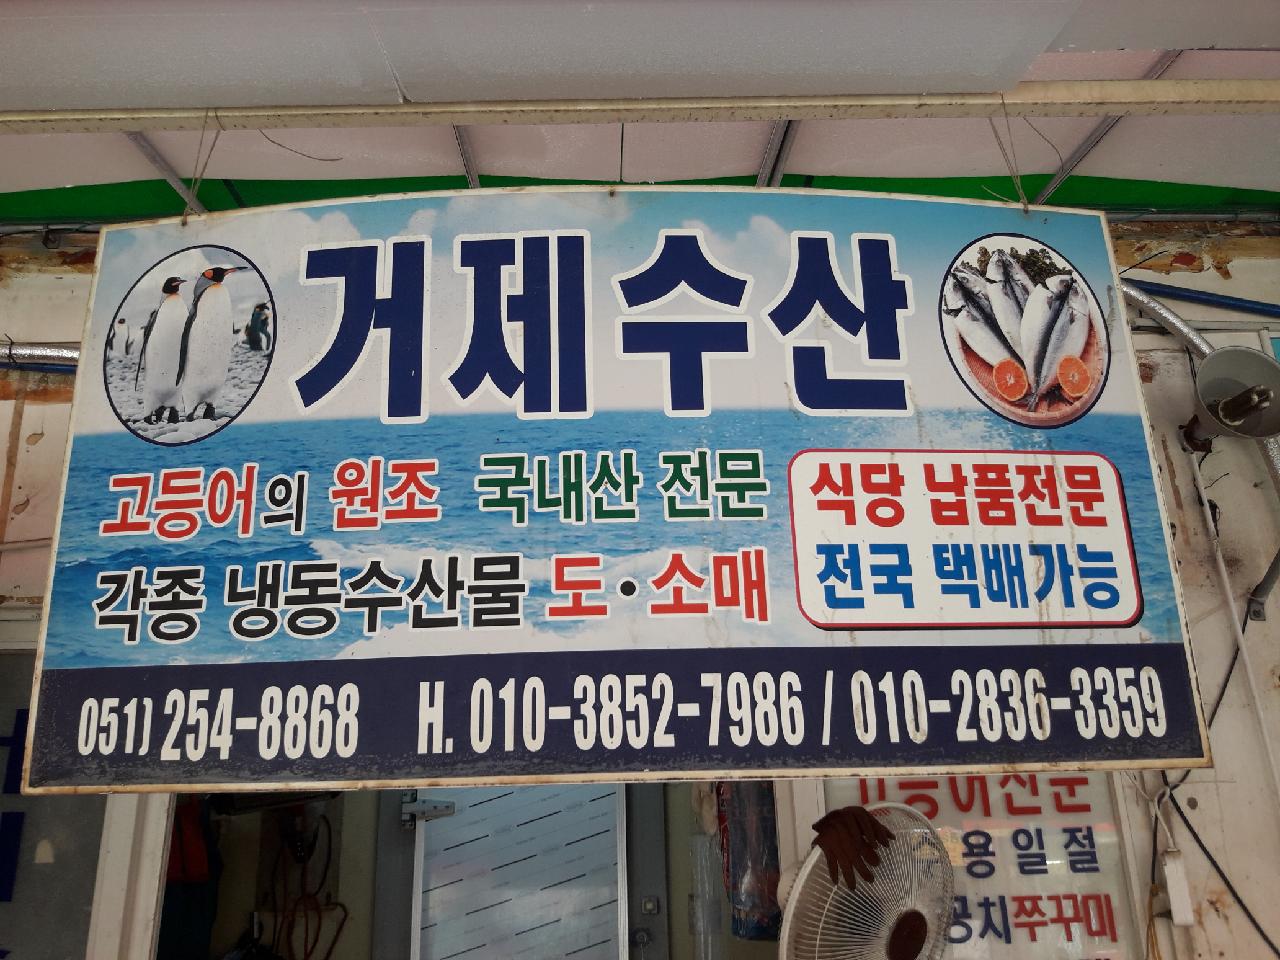 거제수산
고등어의 원조 국내산 전문
각종 냉동수산물 도·소매
식당 납품전문
전국 택배가능
051) 254-8868 H. 010-3852-7986 / 010-2836-3359
용일절
쭈꾸미